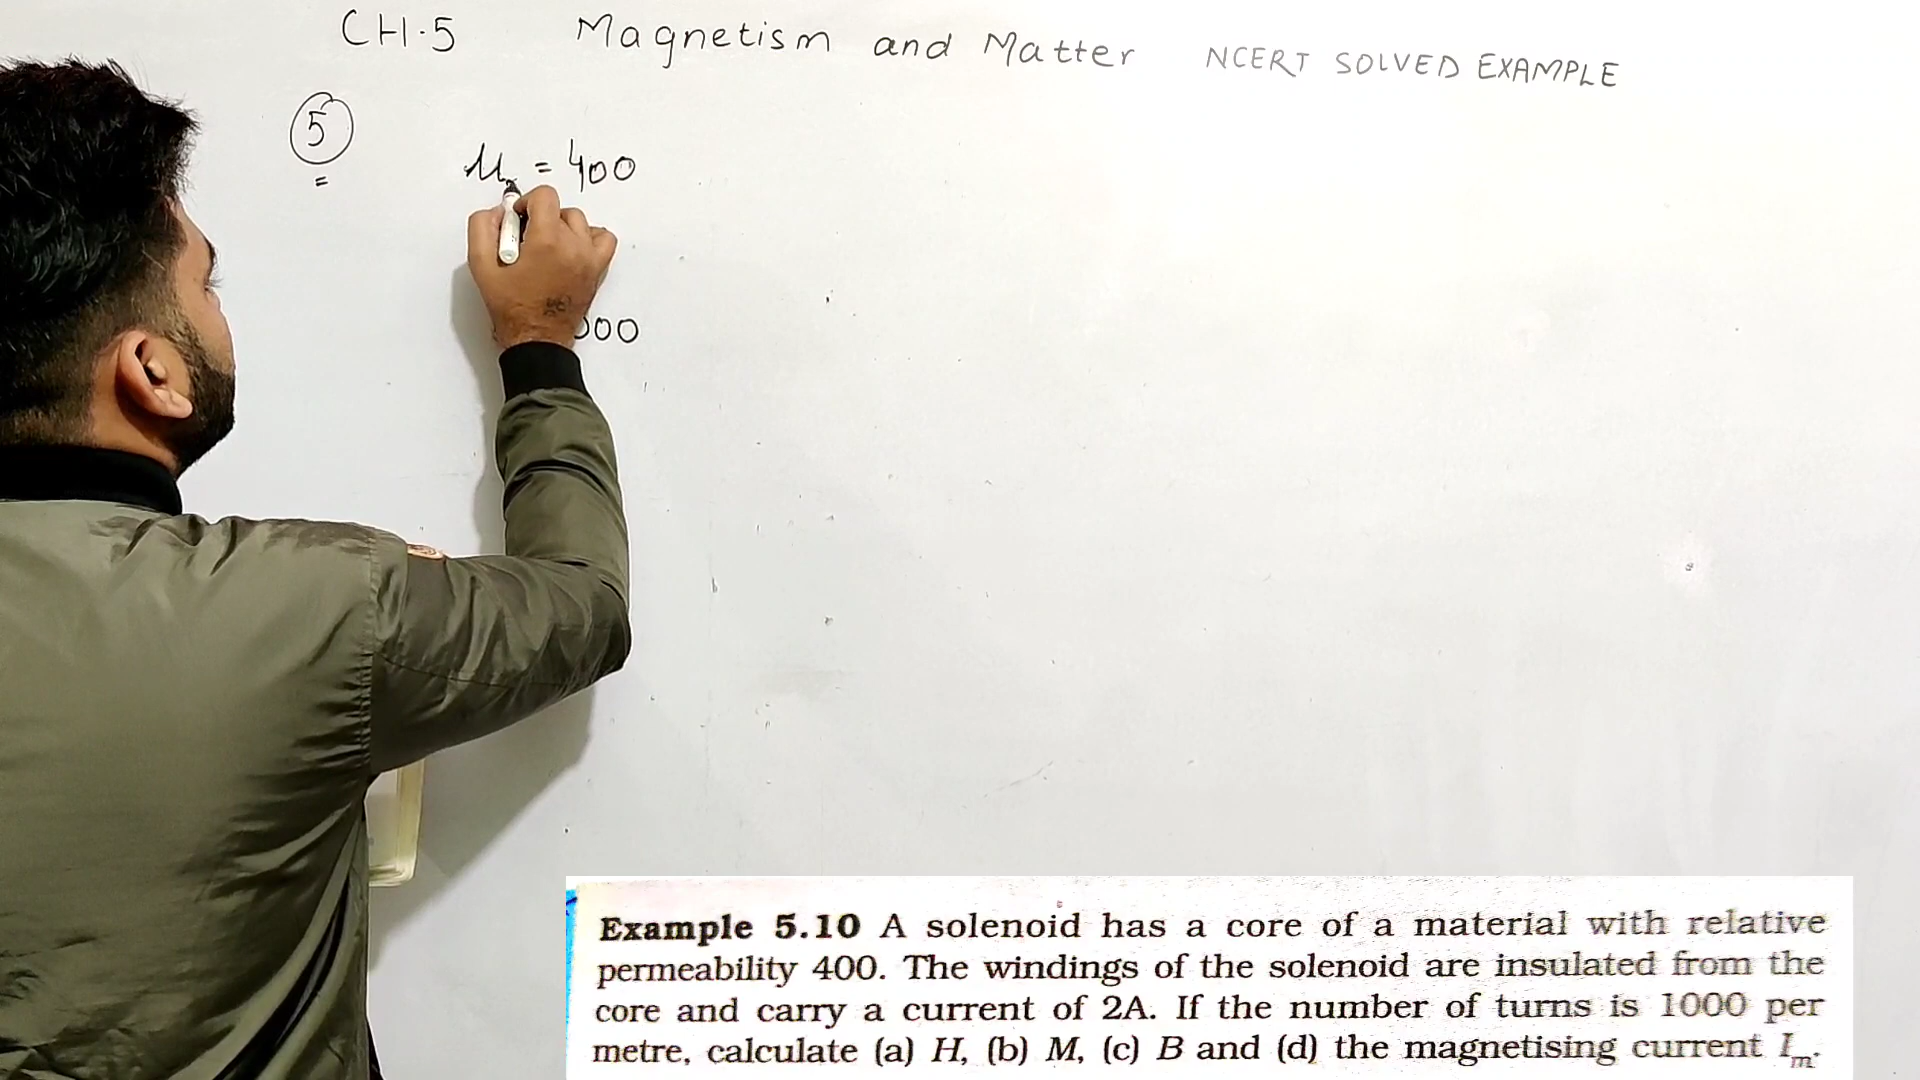 CH.5 Magnetism and Matter NCERT SOLVED EXAMPLE
5
= 400
000
Example 5.10 A solenoid has a core of a material with relative
permeability 400. The windings of the solenoid are insulated from the
core and carry a current of 2A. If the number of turns is 1000 per
metre, calculate (a) H, (b) M, (c) B and (d) the magnetising current Im.